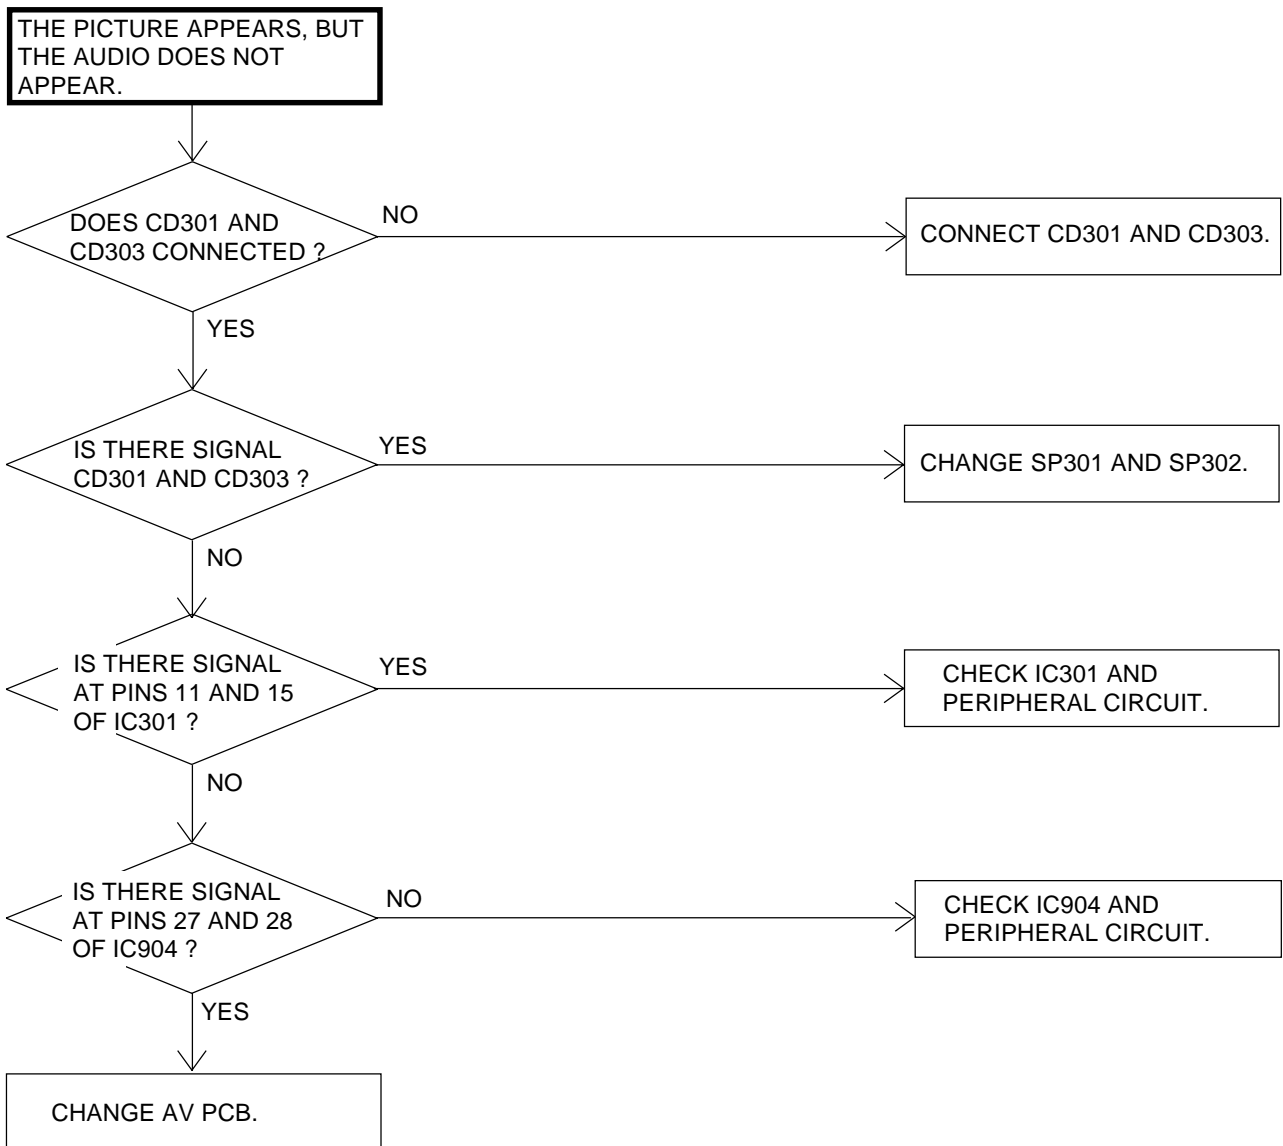 THE PICTURE APPEARS, BUT
THE AUDIO DOES NOT
APPEAR.
DOES CD301 AND
CD303 CONNECTED ?
NO
CONNECT CD301 AND CD303.
YES
IS THERE SIGNAL
CD301 AND CD303 ?
YES
CHANGE SP301 AND SP302.
NO
IS THERE SIGNAL
AT PINS 11 AND 15
OF IC301 ?
YES
CHECK IC301 AND
PERIPHERAL CIRCUIT.
NO
IS THERE SIGNAL
AT PINS 27 AND 28
OF IC904 ?
NO
CHECK IC904 AND
PERIPHERAL CIRCUIT.
YES
CHANGE AV PCB.